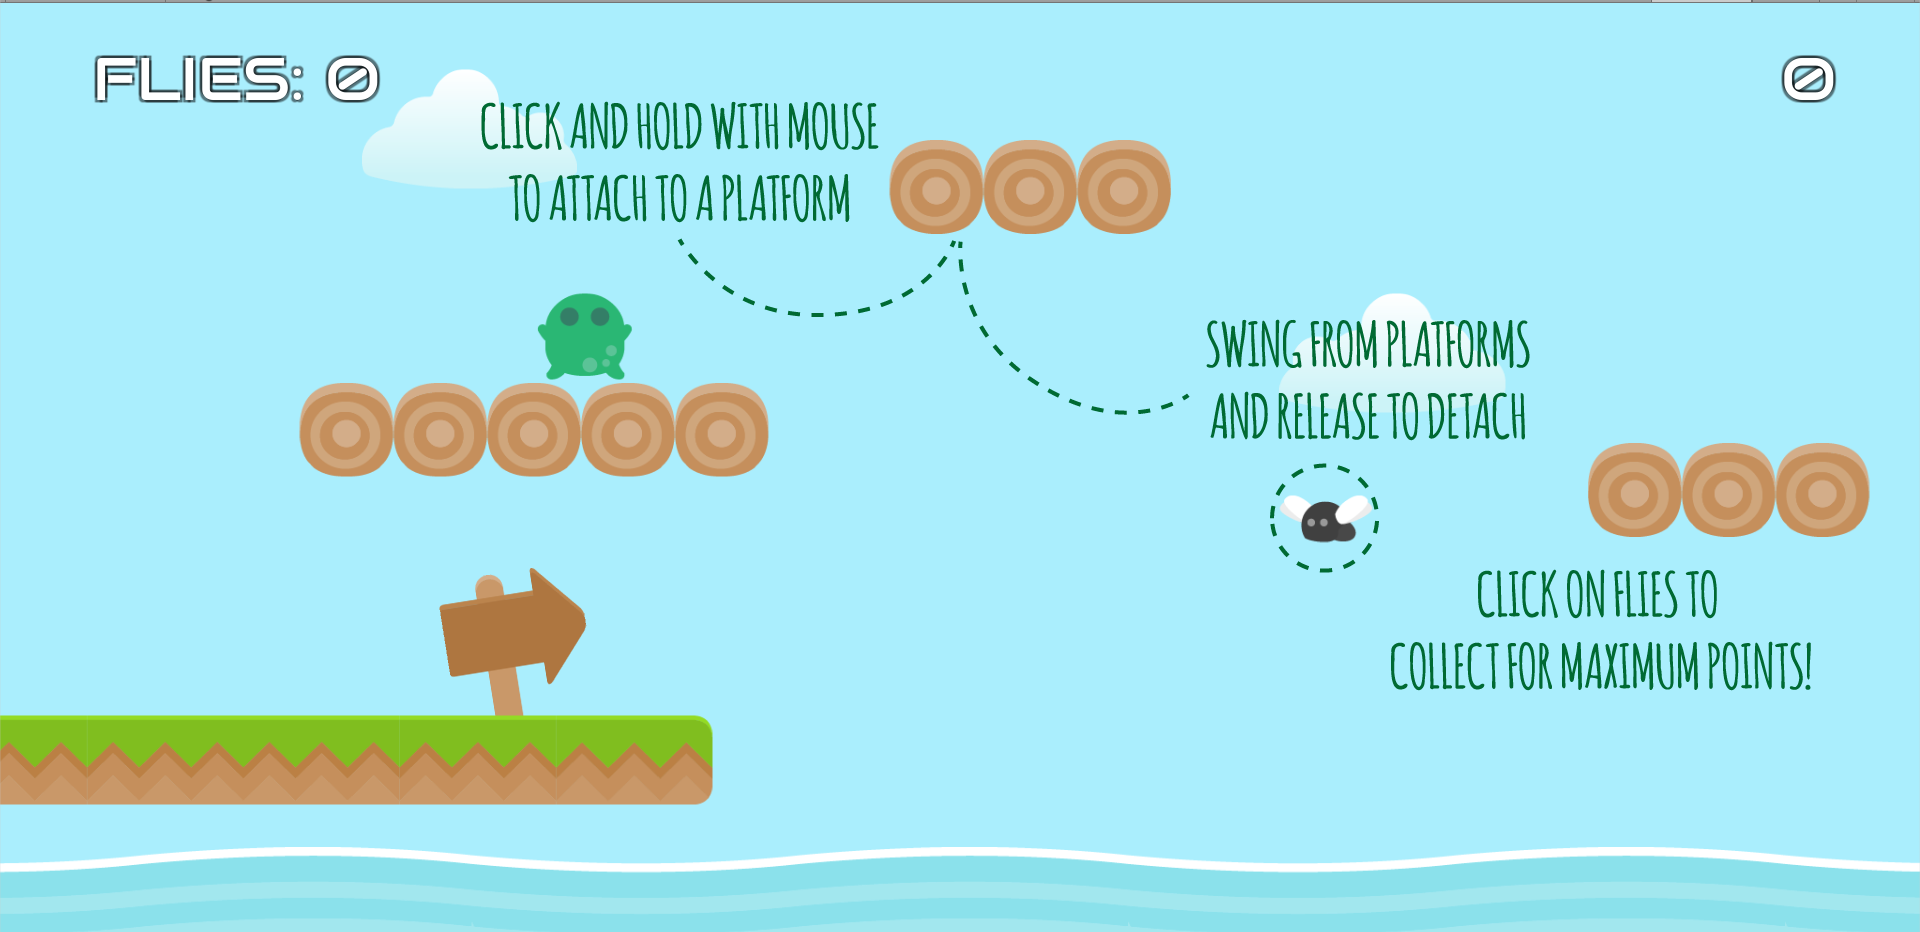 FLIES: 0
0
CLICK AND HOLD WITH MOUSE
TO ATTACH TO A PLATFORM
SWING FROM PLATFORMS
AND RELEASE TO DETACH
CLICK ON FLIES TO
COLLECT FOR MAXIMUM POINTS!